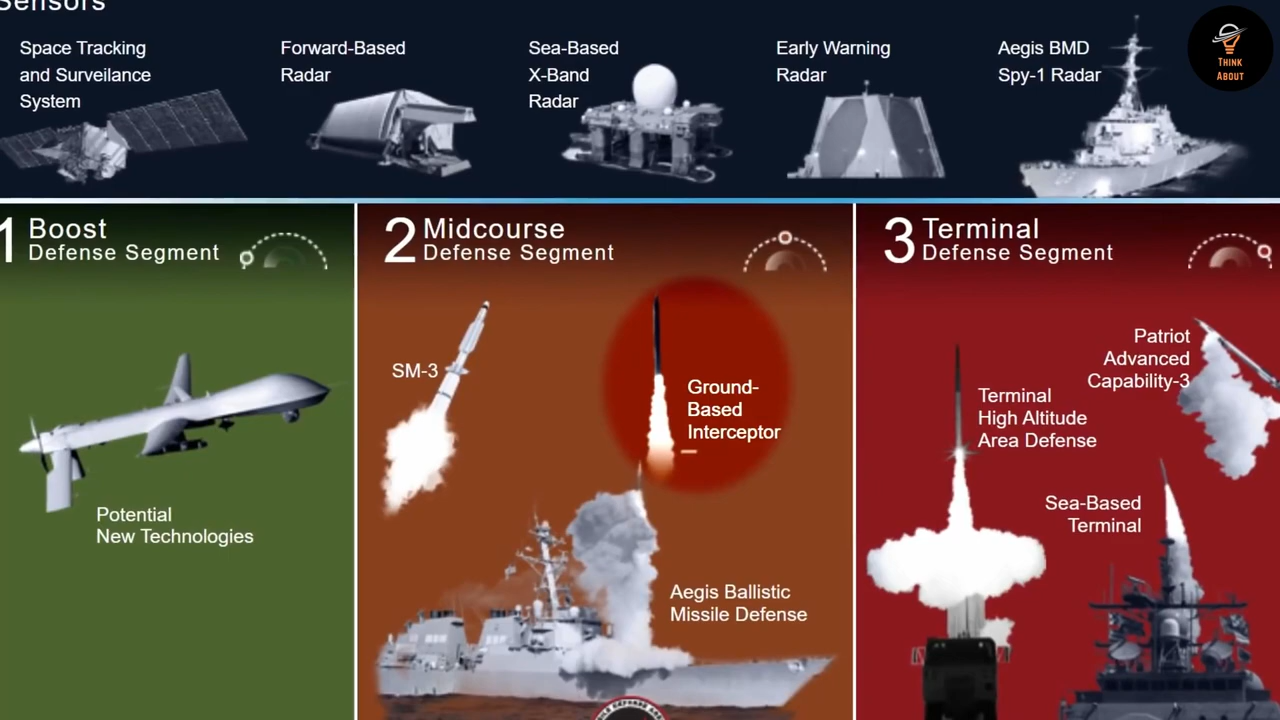 Sensors
Space Tracking
and Surveilance
System
Forward-Based
Radar
Sea-Based
X-Band
Radar
Early Warning
Radar
Aegis BMD
Spy-1 Radar
THINK
ABOUT
1 Boost
Defense Segment
2 Midcourse
Defense Segment
3 Terminal
Defense Segment
Potential
New Technologies
SM-3
Ground-
Based
Interceptor
Aegis Ballistic
Missile Defense
Patriot
Advanced
Capability-3
Terminal
High Altitude
Area Defense
Sea-Based
Terminal